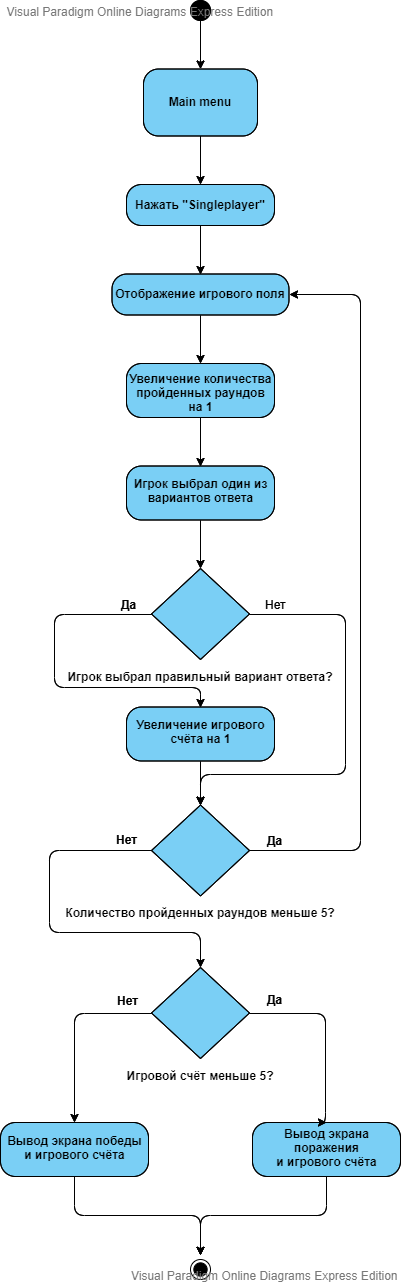 Visual Paradigm Online Diagrams Express Edition
Main menu
Нажать "Singleplayer"
Отображение игрового поля
Увеличение количества
пройденных раундов
на 1
Игрок выбрал один из
вариантов ответа
Да
Нет
Игрок выбрал правильный вариант ответа?
Увеличение игрового
счёта на 1
Нет
Да
Количество пройденных раундов меньше 5?
Нет
Да
Игровой счёт меньше 5?
Вывод экрана победы
и игрового счёта
Вывод экрана
поражения
и игрового счёта
Visual Paradigm Online Diagrams Express Edition